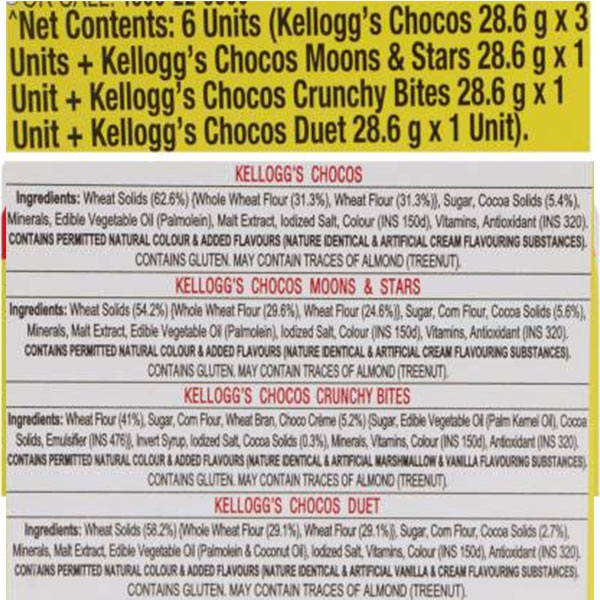 ^Net Contents: 6 Units (Kellogg's Chocos 28.6 g x 3
Units + Kellogg's Chocos Moons & Stars 28.6 g x 1
Unit + Kellogg's Chocos Crunchy Bites 28.6 g x 1
Unit + Kellogg's Chocos Duet 28.6 g x 1 Unit).
KELLOGG'S CHOCOS
Ingredients: Wheat Solids (62.6%) {Whole Wheat Flour (31.3%), Wheat Flour (31.3%)}, Sugar, Cocoa Solids (5.4%),
Minerals, Edible Vegetable Oil (Palmolein), Malt Extract, Iodized Salt, Colour (INS 150d), Vitamins, Antioxidant (INS 320).
CONTAINS PERMITTED NATURAL COLOUR & ADDED FLAVOURS (NATURE IDENTICAL & ARTIFICIAL CREAM FLAVOURING SUBSTANCES).
CONTAINS GLUTEN. MAY CONTAIN TRACES OF ALMOND (TREENUT).
KELLOGG'S CHOCOS MOONS & STARS
Ingredients: Wheat Solids (54.2%) {Whole Wheat Flour (29.6%), Wheat Flour (24.6%)}, Sugar, Corn Flour, Cocoa Solids (5.6%),
Minerals, Malt Extract, Edible Vegetable Oil (Palmolein), Iodized Salt, Colour (INS 150d), Vitamins, Antioxidant (INS 320).
CONTAINS PERMITTED NATURAL COLOUR & ADDED FLAVOURS (NATURE IDENTICAL & ARTIFICIAL CREAM FLAVOURING SUBSTANCES).
CONTAINS GLUTEN. MAY CONTAIN TRACES OF ALMOND (TREENUT).
KELLOGG'S CHOCOS CRUNCHY BITES
Ingredients: Wheat Flour (41%), Sugar, Corn Flour, Wheat Bran, Choco Crème (5.2%) {Sugar, Edible Vegetable Oil (Palm Kernel Oil), Cocoa
Solids, Emulsifier (INS 476)}, Invert Syrup, Iodized Salt, Cocoa Solids (0.3%), Minerals, Vitamins, Colour (INS 150d), Antioxidant (INS 320).
CONTAINS PERMITTED NATURAL COLOUR & ADDED FLAVOURS (NATURE IDENTICAL & ARTIFICIAL MARSHMALLOW & VANILLA FLAVOURING SUBSTANCES).
CONTAINS GLUTEN. MAY CONTAIN TRACES OF ALMOND (TREENUT).
KELLOGG'S CHOCOS DUET
Ingredients: Wheat Solids (58.2%) {Whole Wheat Flour (29.1%), Wheat Flour (29.1%)}, Sugar, Corn Flour, Cocoa Solids (2.7%),
Minerals, Malt Extract, Edible Vegetable Oil (Palmolein & Coconut Oil), Iodized Salt, Vitamins, Colour (INS 150d), Antioxidant (INS 320).
CONTAINS PERMITTED NATURAL COLOUR & ADDED FLAVOURS (NATURE IDENTICAL & ARTIFICIAL VANILLA & CREAM FLAVOURING SUBSTANCES).
CONTAINS GLUTEN. MAY CONTAIN TRACES OF ALMOND (TREENUT).